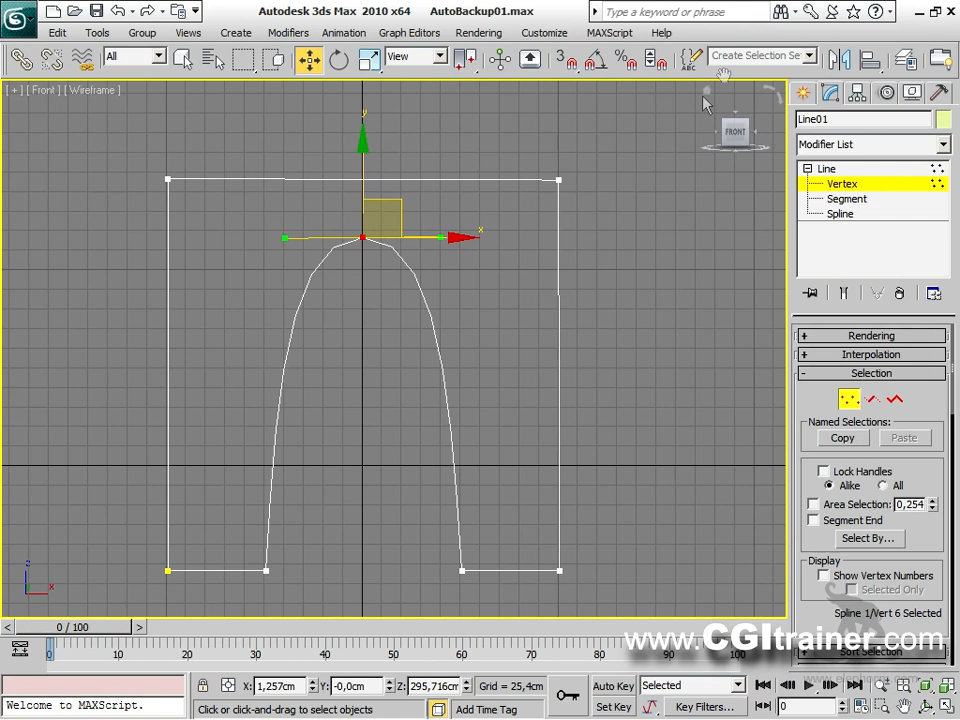 Autodesk 3ds Max 2010 x64 AutoBackup01.max
Type a keyword or phrase
Edit Tools Group Views Create Modifiers Animation Graph Editors Rendering Customize MAXScript Help
All View 3 ABC Create Selection Se
[ + ] [ Front ] [ Wireframe ]
FRONT
y
x
z
x
Line01
Modifier List
Line
Vertex
Segment
Spline
+ Rendering
+ Interpolation
- Selection
Named Selections:
Copy Paste
Lock Handles
Alike All
Area Selection: 0,254
Segment End
Select By...
Display
Show Vertex Numbers
Selected Only
Spline 1/Vert 6 Selected
Soft Selection
www.CGItrainer.com
< 0 / 100 >
0 10 20 30 40 50 60 70 80 90 100
X: 1,257cm Y: -0,0cm Z: 295,716cm Grid = 25,4cm Auto Key Selected
Welcome to MAXScript. Click or click-and-drag to select objects Add Time Tag Set Key Key Filters... 0